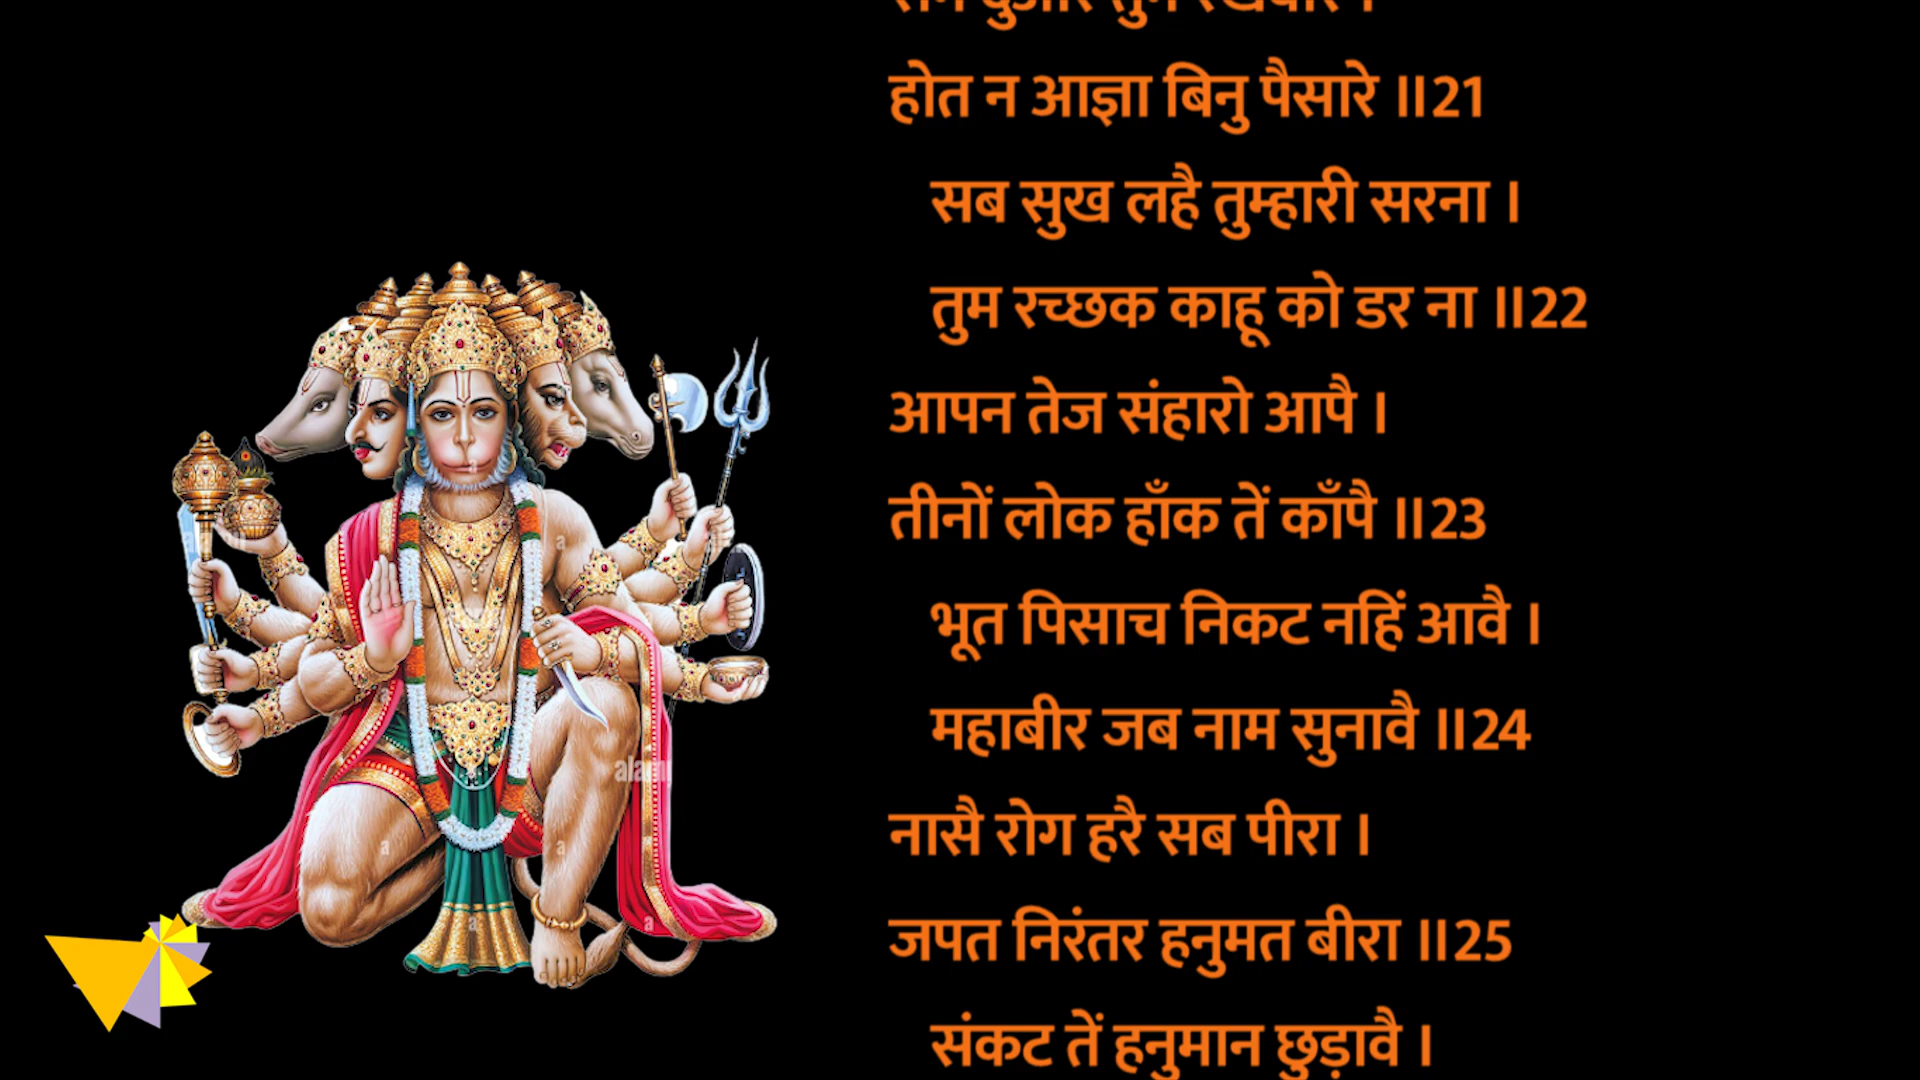 होत न आज्ञा बिनु पैसारे ॥21
सब सुख लहै तुम्हारी सरना ।
तुम रच्छक काहू को डर ना ॥22
आपन तेज संहारो आपै ।
तीनों लोक हाँक तें काँपै ॥23
भूत पिसाच निकट नहिं आवै ।
महाबीर जब नाम सुनावै ॥24
नासै रोग हरै सब पीरा ।
जपत निरंतर हनुमत बीरा ॥25
संकट तें हनुमान छुड़ावै ।
alamy